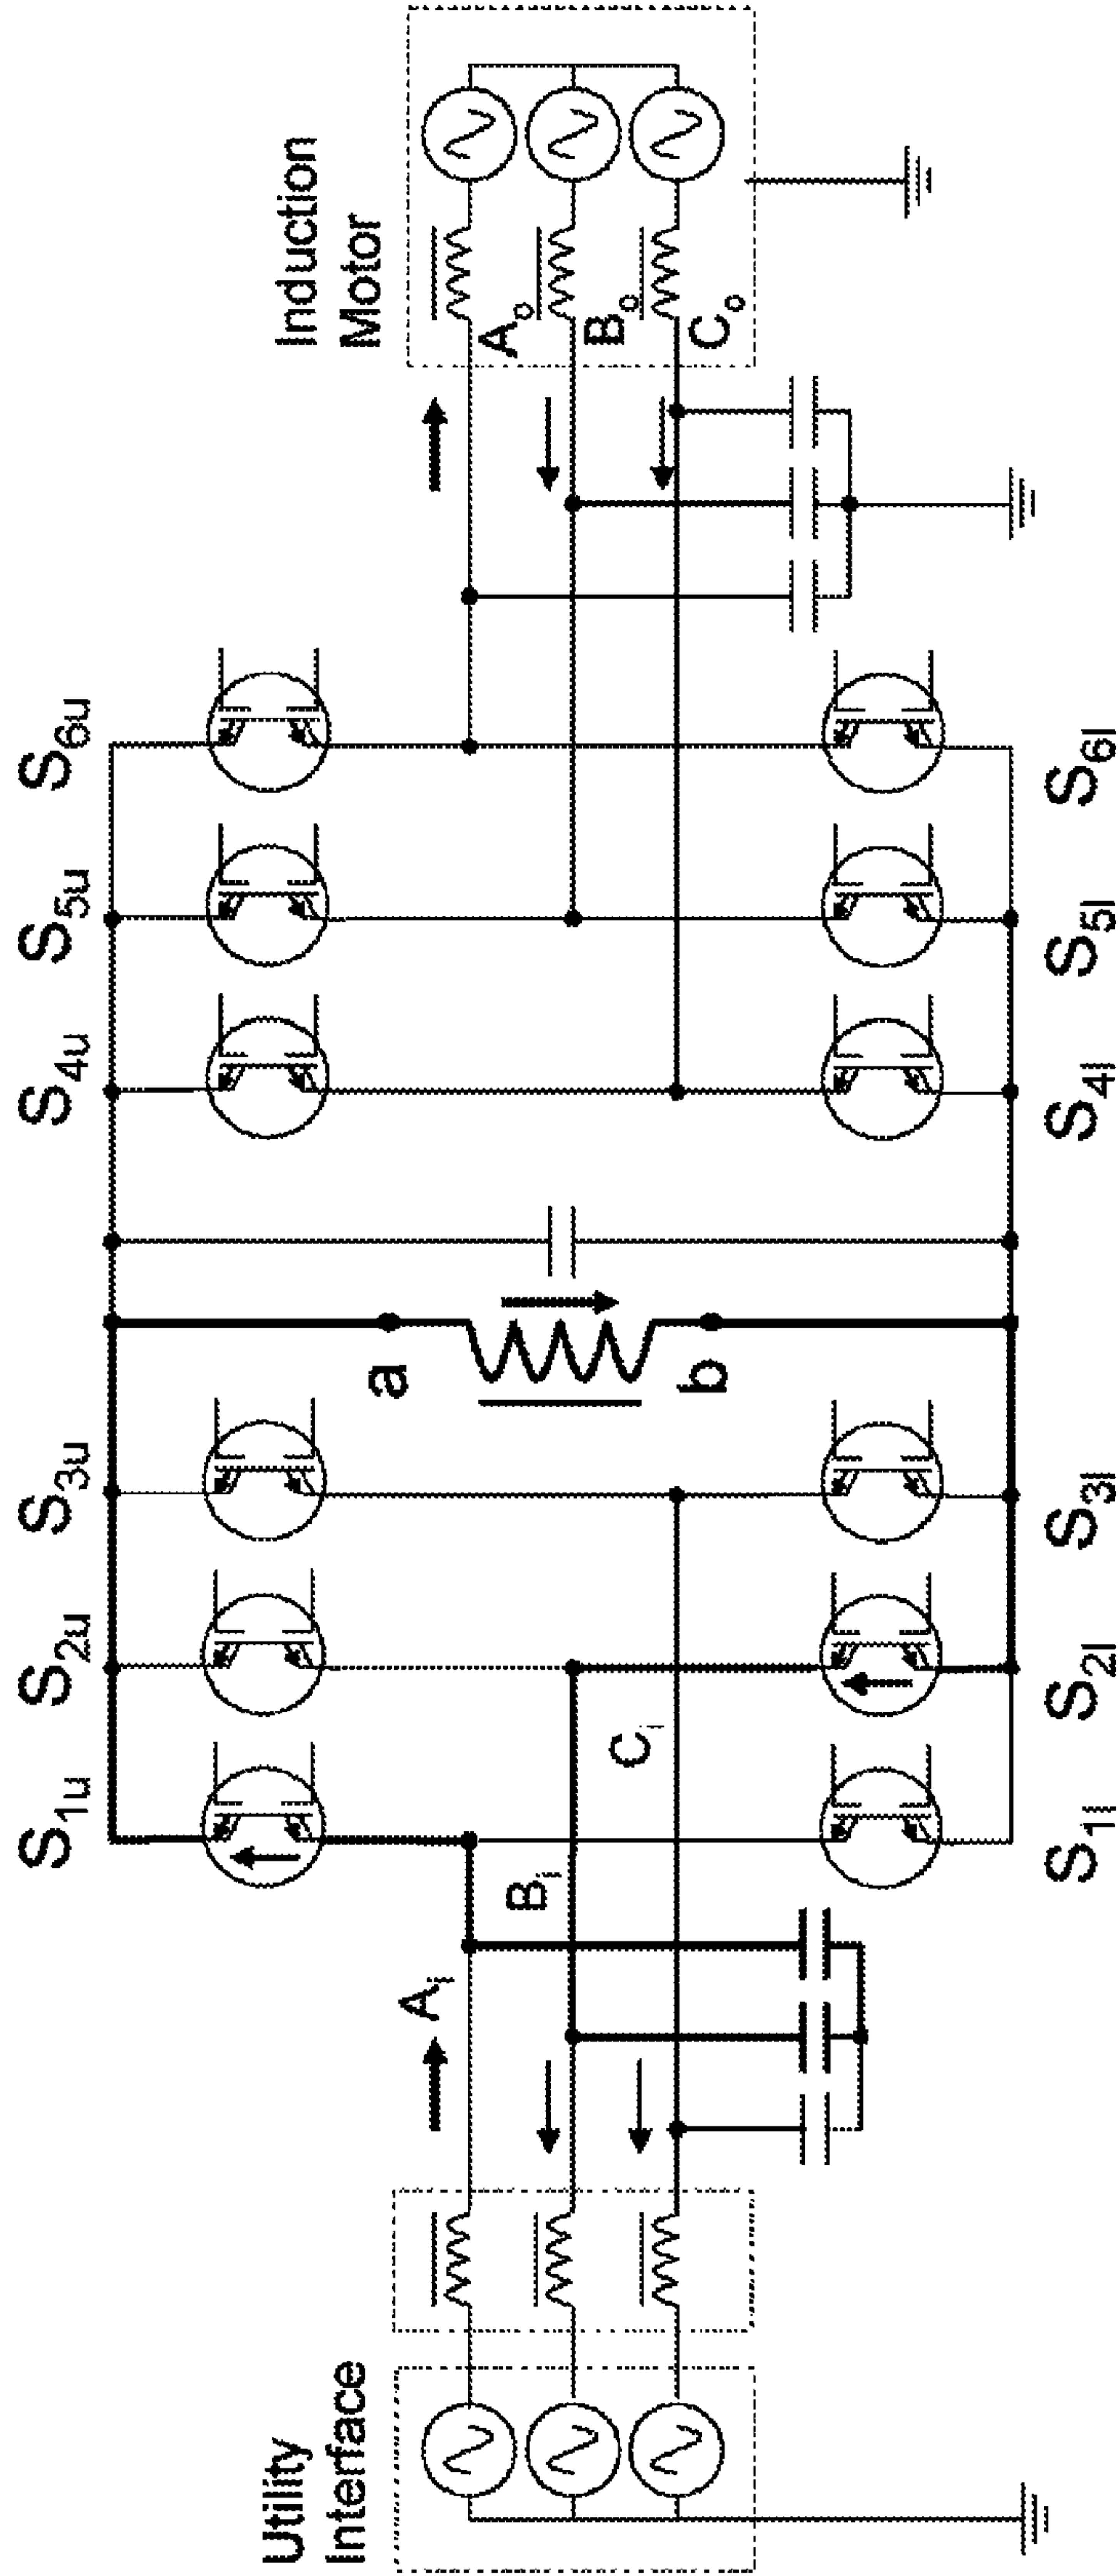 Utility
Interface
Induction
Motor
S1u
S2u
S3u
S4u
S5u
S6u
Ai
Bi
Ci
a
b
Ao
Bo
Co
S1l
S2l
S3l
S4l
S5l
S6l